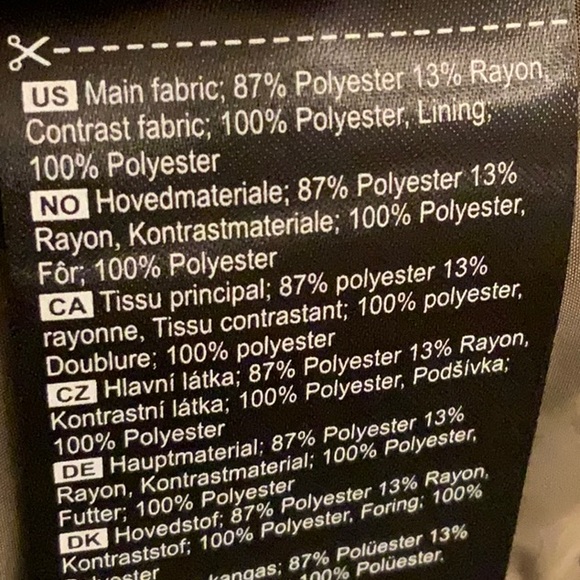 US Main fabric; 87% Polyester 13% Rayon,
Contrast fabric; 100% Polyester, Lining;
100% Polyester
NO Hovedmateriale; 87% Polyester 13%
Rayon, Kontrastmateriale; 100% Polyester,
Fôr; 100% Polyester
CA Tissu principal; 87% polyester 13%
rayonne, Tissu contrastant; 100% polyester,
Doublure; 100% polyester
CZ Hlavní látka; 87% Polyester 13% Rayon,
Kontrastní látka; 100% Polyester, Podšívka;
100% Polyester
DE Hauptmaterial; 87% Polyester 13%
Rayon, Kontrastmaterial; 100% Polyester,
Futter; 100% Polyester
DK Hovedstof; 87% Polyester 13% Rayon,
Kontraststof; 100% Polyester, Foring; 100%
Polyester
kangas; 87% Polüester 13%
100% Polüester,